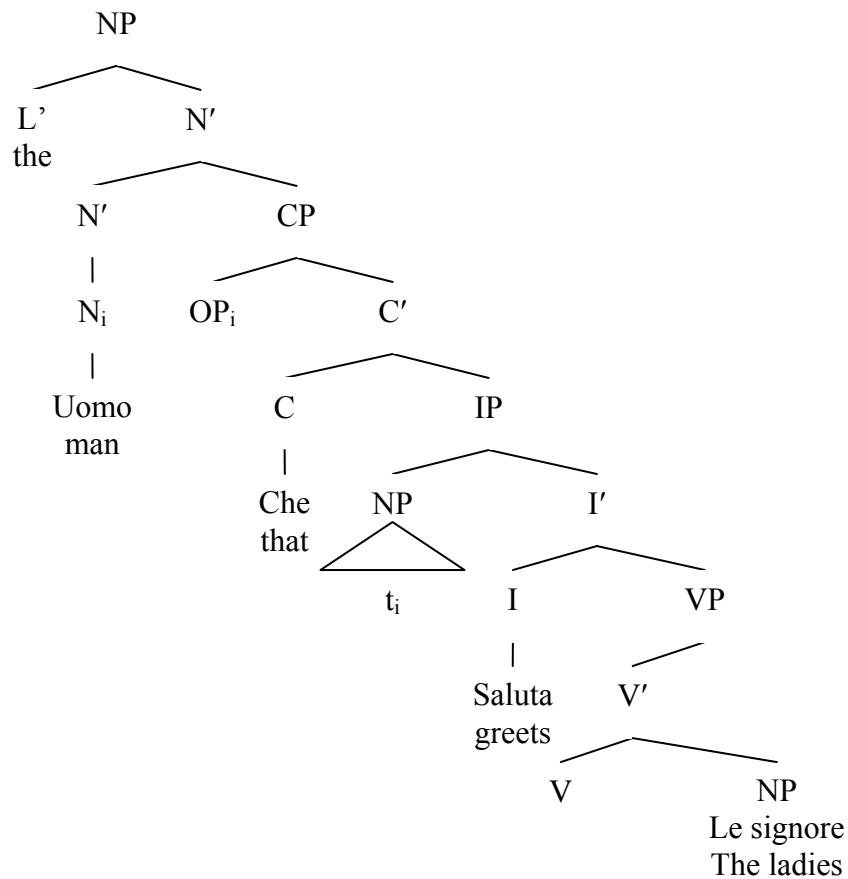 NP
L’ N′
the
N′ CP
N<sub>i</sub> OP<sub>i</sub> C′
Uomo C IP
man
Che NP I′
that
t<sub>i</sub> I VP
Saluta V′
greets
V NP
Le signore
The ladies